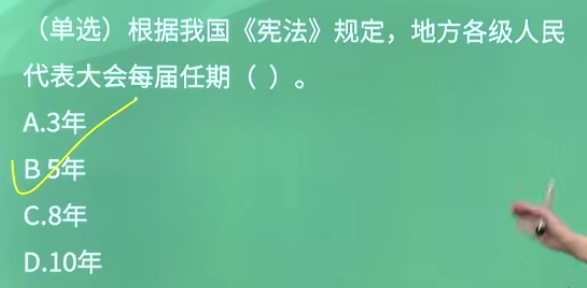 （单选）根据我国《宪法》规定，地方各级人民
代表大会每届任期（ ）。
A.3年
B 5年
C.8年
D.10年